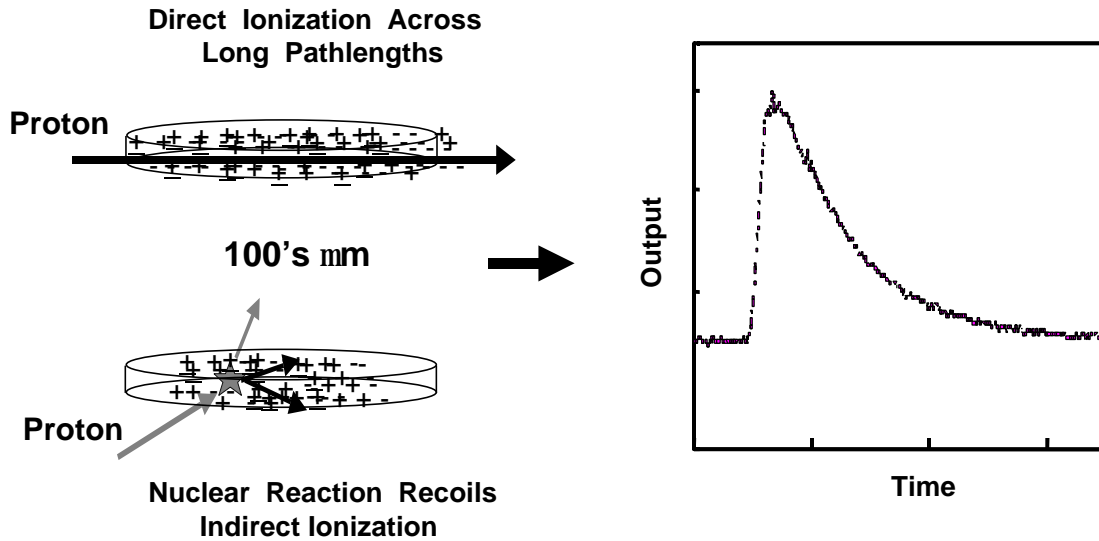 Direct Ionization Across
Long Pathlengths
Proton
100's mm
Proton
Nuclear Reaction Recoils
Indirect Ionization
Output
Time